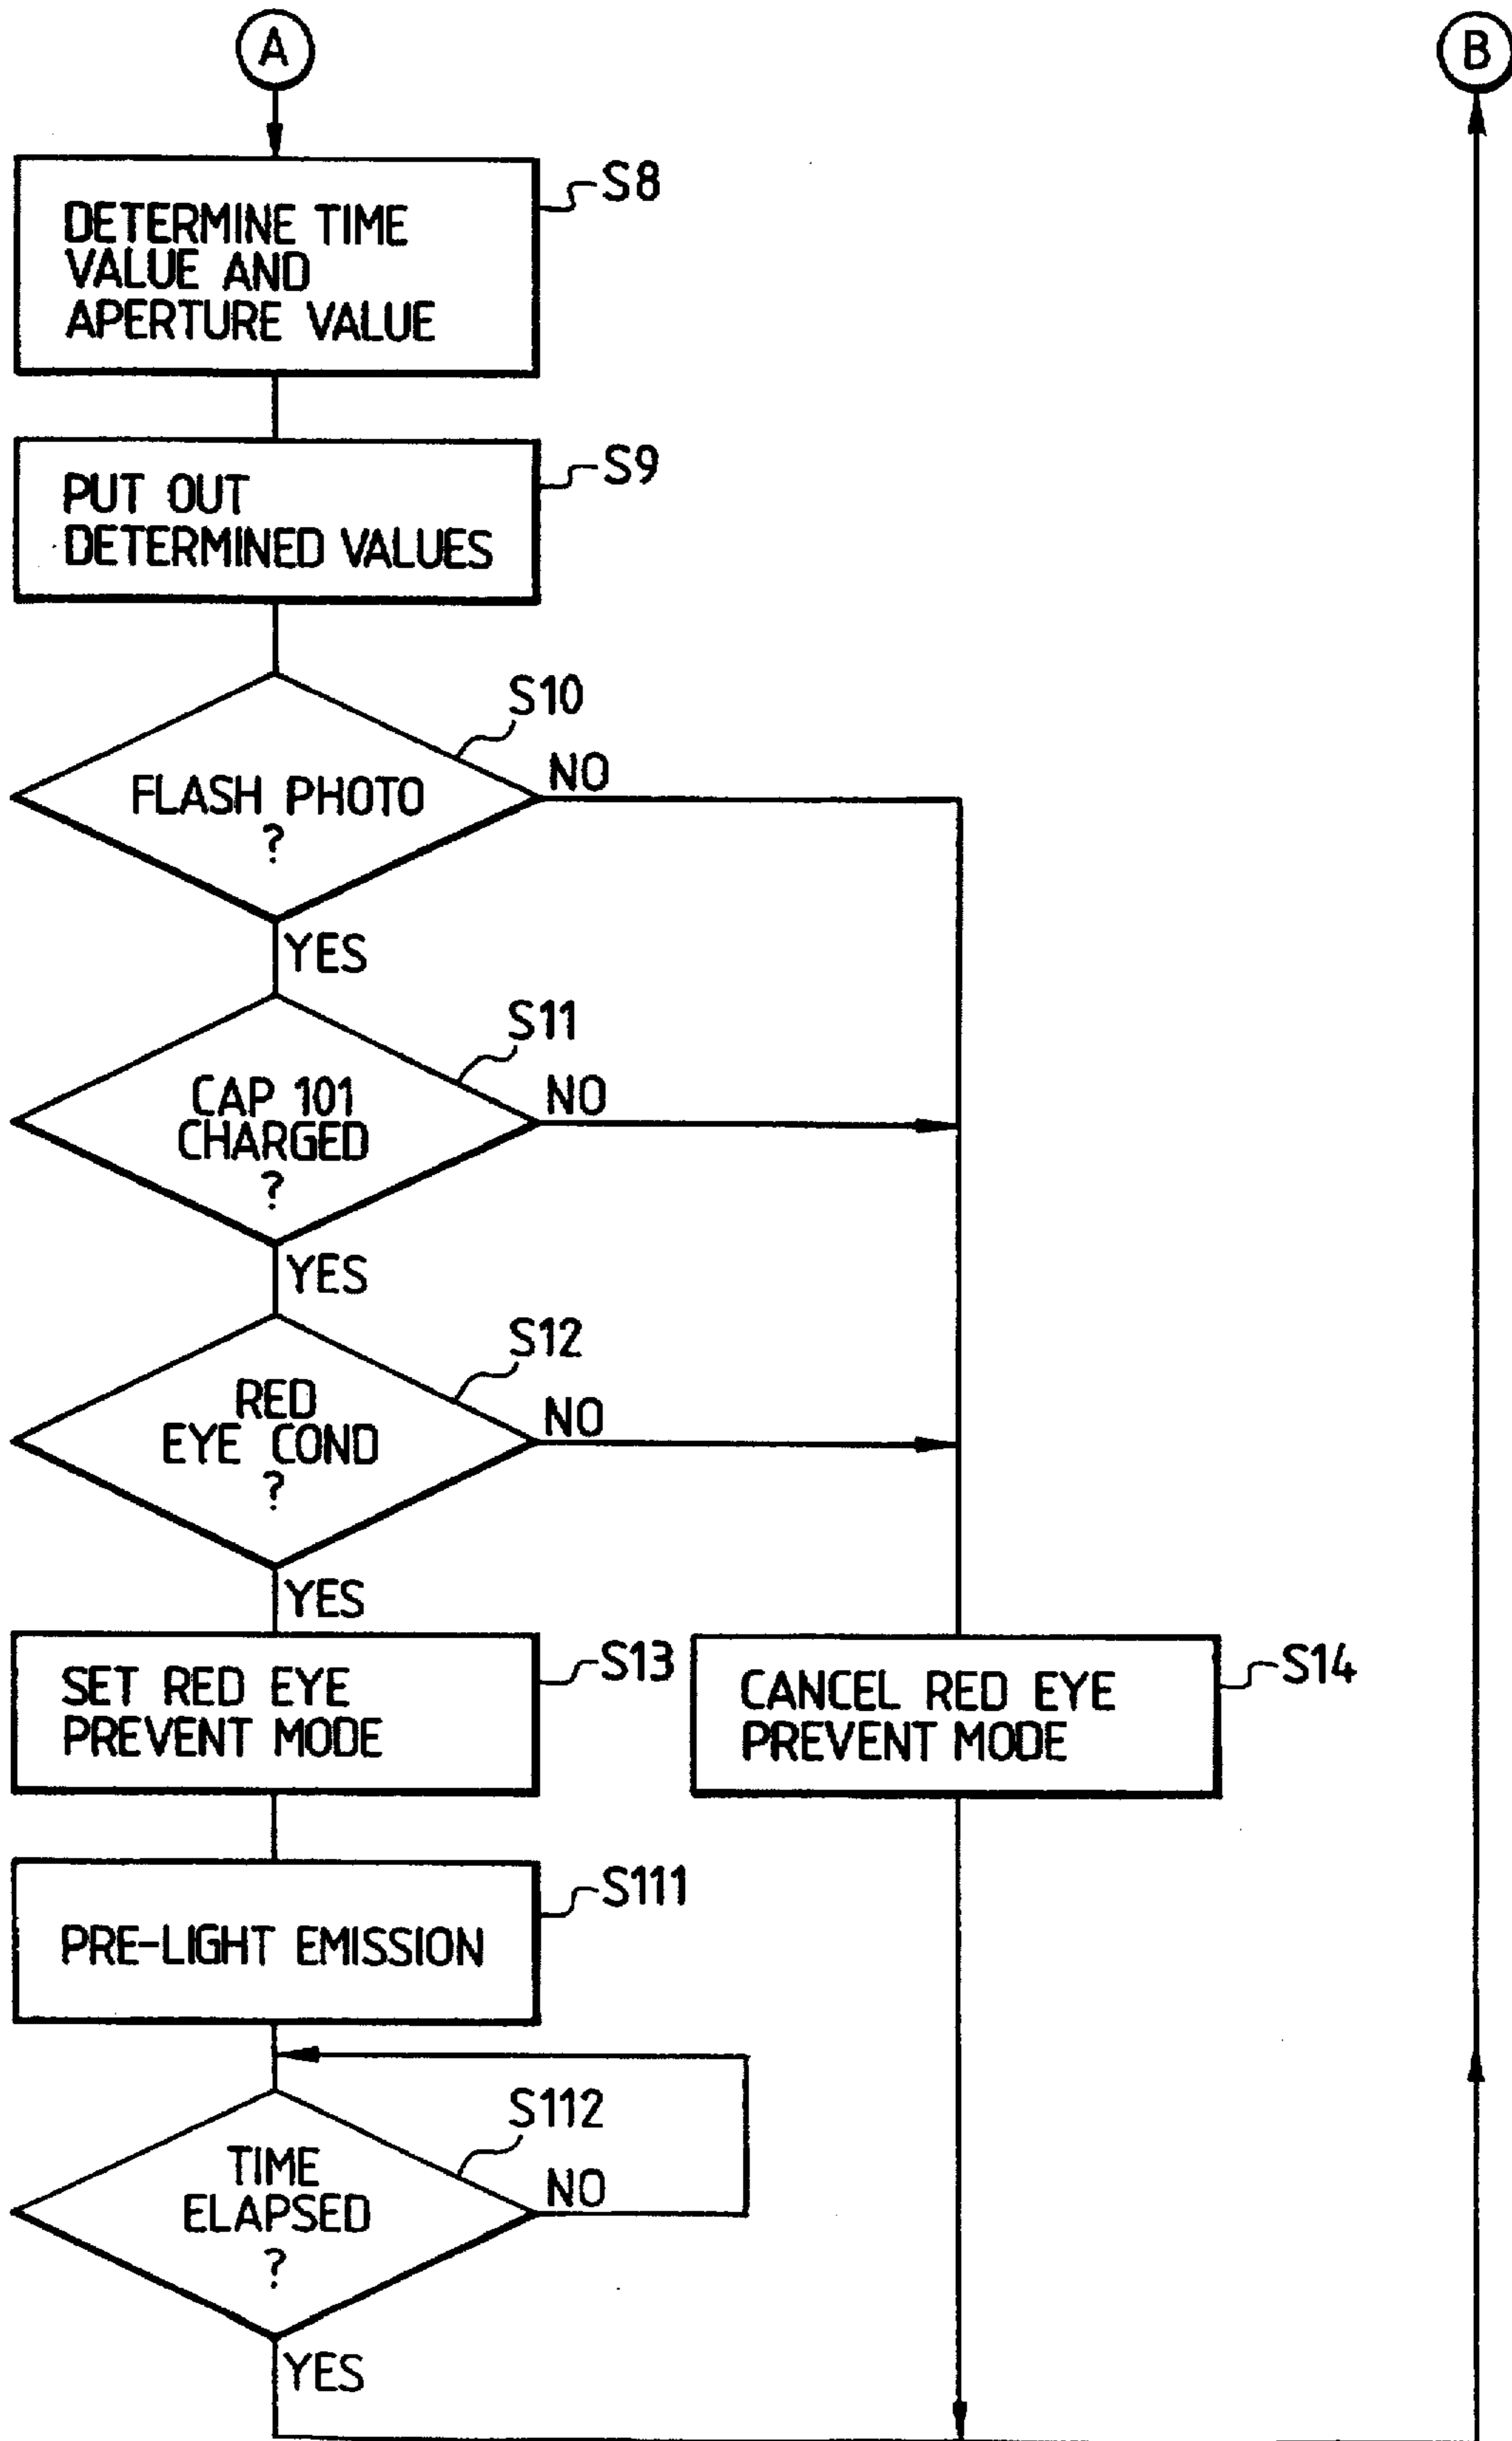 A
B
S8
DETERMINE TIME
VALUE AND
APERTURE VALUE
S9
PUT OUT
DETERMINED VALUES
S10
FLASH PHOTO
?
NO
YES
S11
CAP 101
CHARGED
?
NO
YES
S12
RED
EYE COND
?
NO
YES
S13
SET RED EYE
PREVENT MODE
S14
CANCEL RED EYE
PREVENT MODE
S111
PRE-LIGHT EMISSION
S112
TIME
ELAPSED
?
NO
YES